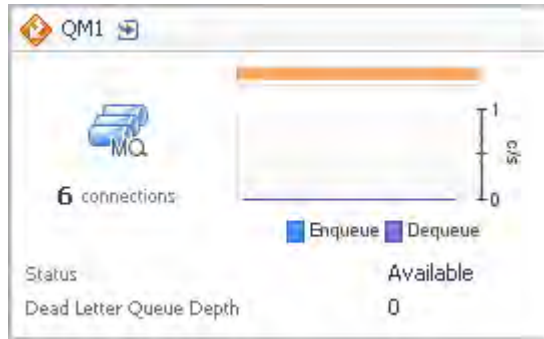 QM1
1
c/s
0
MQ
6 connections
Enqueue Dequeue
Status Available
Dead Letter Queue Depth 0